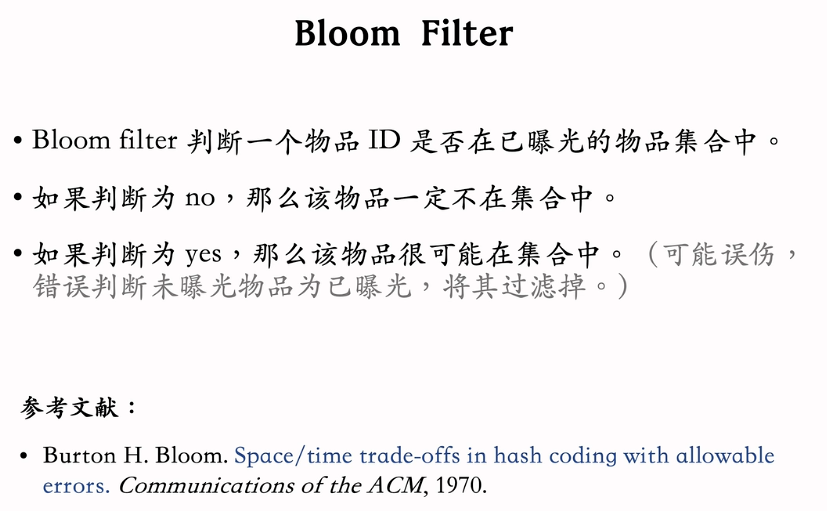 Bloom Filter
• Bloom filter 判断一个物品 ID 是否在已曝光的物品集合中。
• 如果判断为 no，那么该物品一定不在集合中。
• 如果判断为 yes，那么该物品很可能在集合中。（可能误伤，
错误判断未曝光物品为已曝光，将其过滤掉。）
参考文献：
• Burton H. Bloom. Space/time trade-offs in hash coding with allowable
errors. Communications of the ACM, 1970.